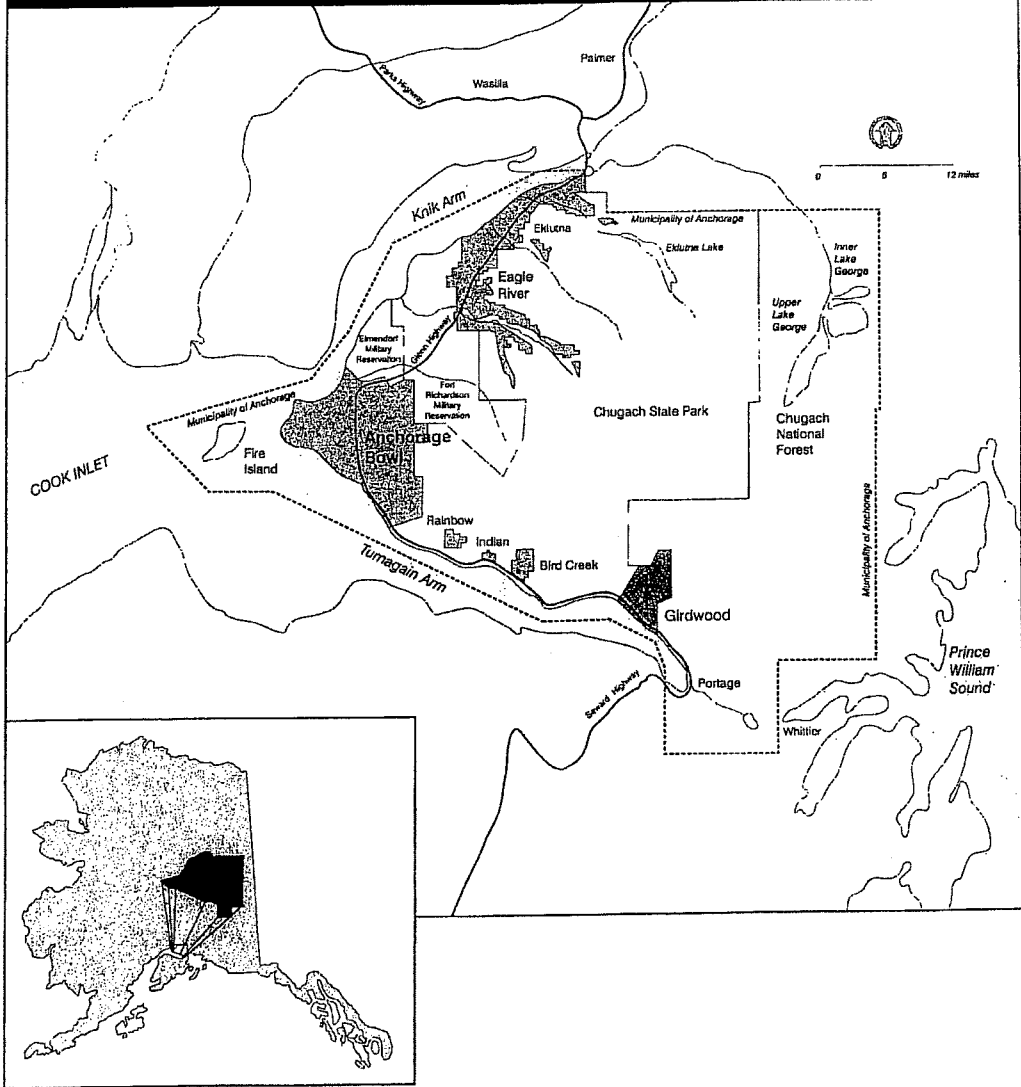 Palmer
Parks Highway
Wasilla
0 6 12 miles
Knik Arm
Municipality of Anchorage
Eklutna
Eklutna Lake
Inner
Lake
George
Eagle
River
Upper
Lake
George
Elmendorf
Military
Reservation
Glenn Highway
Fort
Richardson
Military
Reservation
Municipality of Anchorage
Chugach State Park
Chugach
National
Forest
Anchorage
Bowl
Fire
Island
COOK INLET
Municipality of Anchorage
Rainbow
Indian
Bird Creek
Turnagain Arm
Girdwood
Prince
William
Sound
Portage
Seward Highway
Whittier